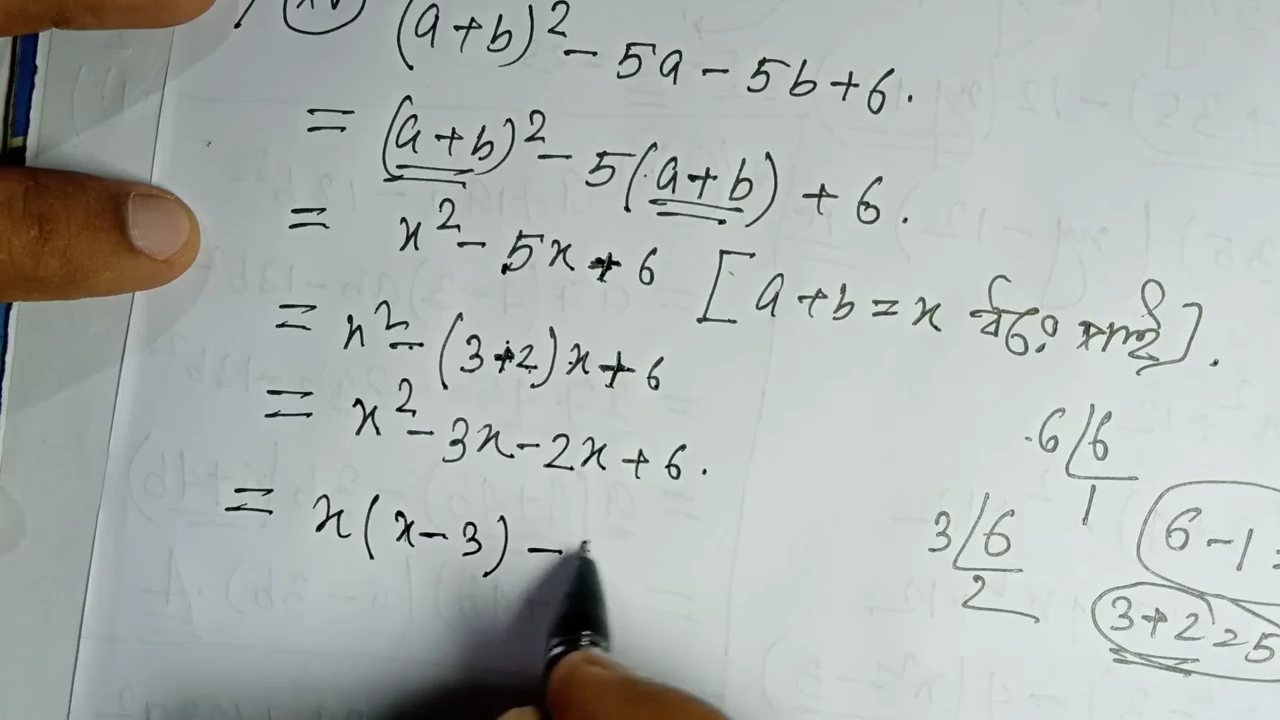 (xv) (a+b)² - 5a - 5b + 6.
= (a+b)² - 5(a+b) + 6.
= x² - 5x + 6 [a+b = x
= x² - (3+2)x + 6
= x² - 3x - 2x + 6.
= x(x-3) -
6/6
1
3/6
2
6-1=
3+2=5